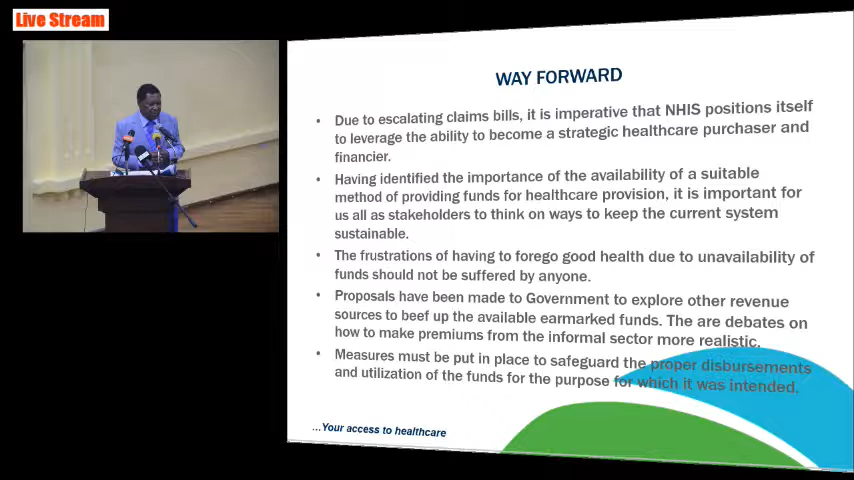 Live Stream
WAY FORWARD
• Due to escalating claims bills, it is imperative that NHIS positions itself
to leverage the ability to become a strategic healthcare purchaser and
financier.
• Having identified the importance of the availability of a suitable
method of providing funds for healthcare provision, it is important for
us all as stakeholders to think on ways to keep the current system
sustainable.
• The frustrations of having to forego good health due to unavailability of
funds should not be suffered by anyone.
• Proposals have been made to Government to explore other revenue
sources to beef up the available earmarked funds. The are debates on
how to make premiums from the informal sector more realistic.
• Measures must be put in place to safeguard the proper disbursements
and utilization of the funds for the purpose for which it was intended.
...Your access to healthcare